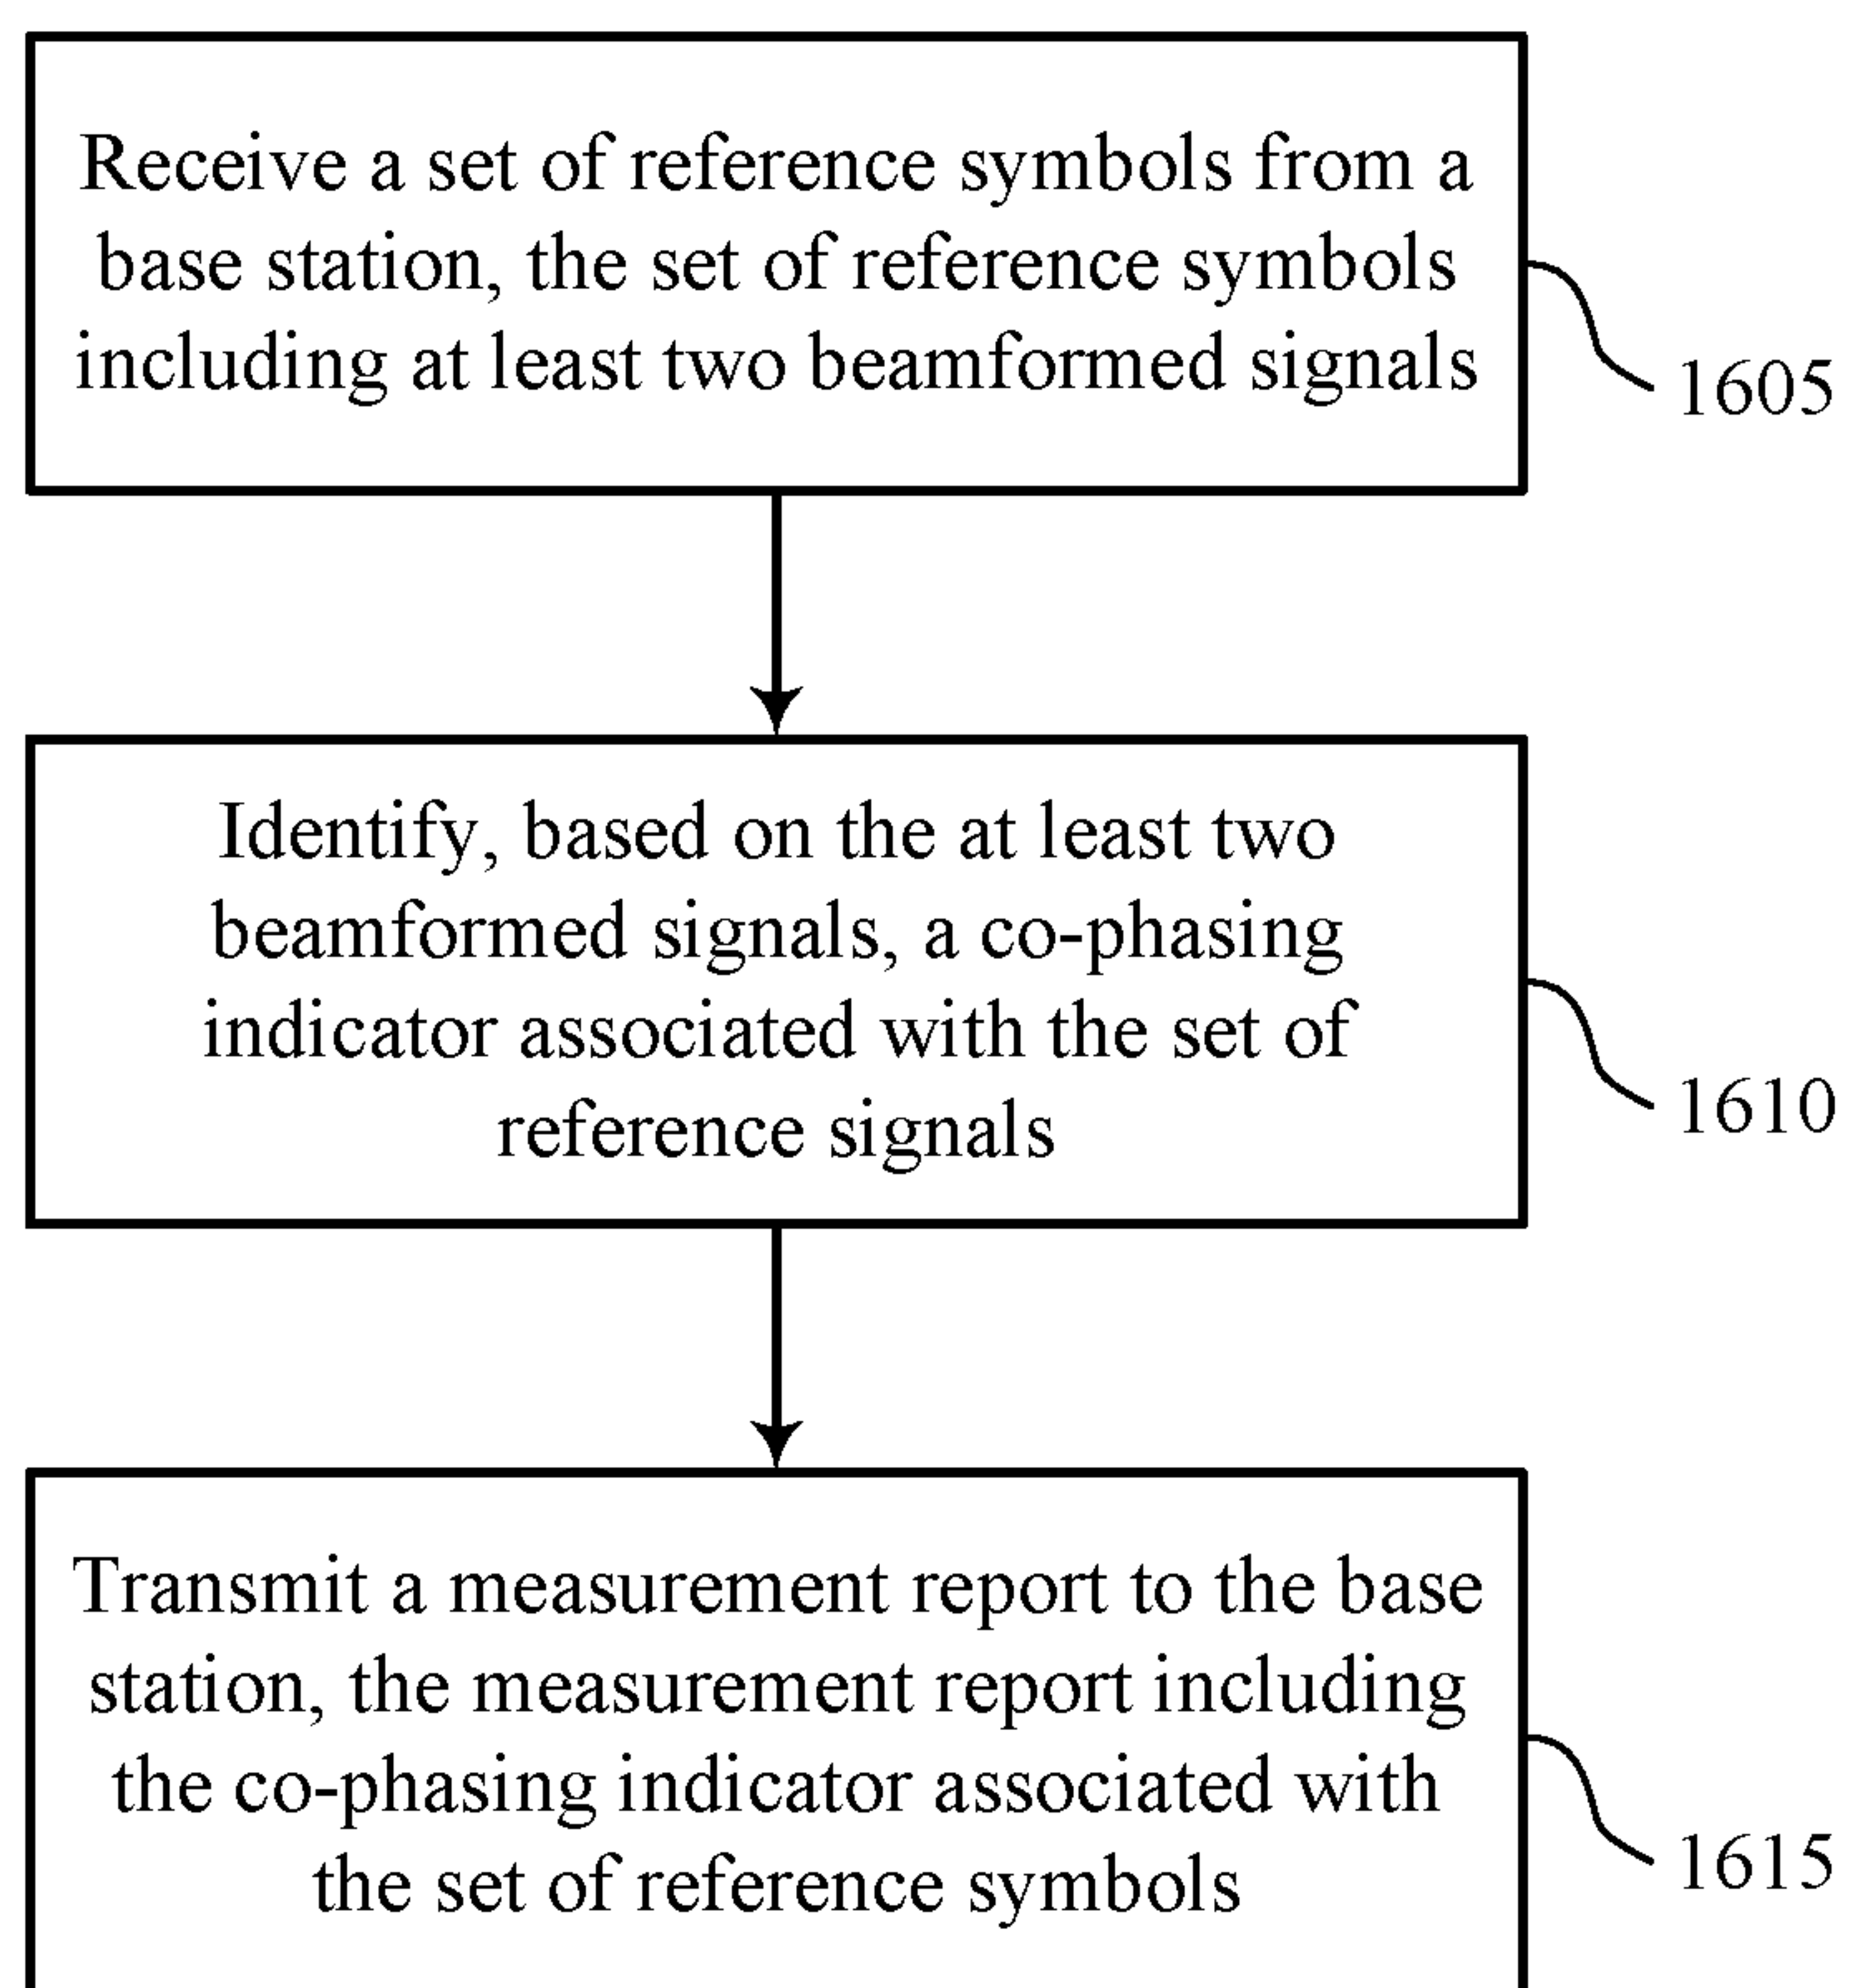 Receive a set of reference symbols from a
base station, the set of reference symbols
including at least two beamformed signals
1605
Identify, based on the at least two
beamformed signals, a co-phasing
indicator associated with the set of
reference signals
1610
Transmit a measurement report to the base
station, the measurement report including
the co-phasing indicator associated with
the set of reference symbols
1615